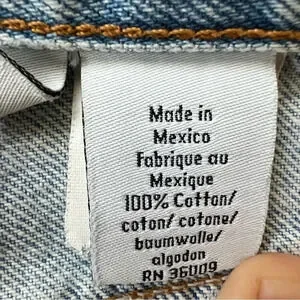 Made in
Mexico
Fabrique au
Mexique
100% Cotton/
coton/ cotone/
baumwolle/
algodon
RN 36009